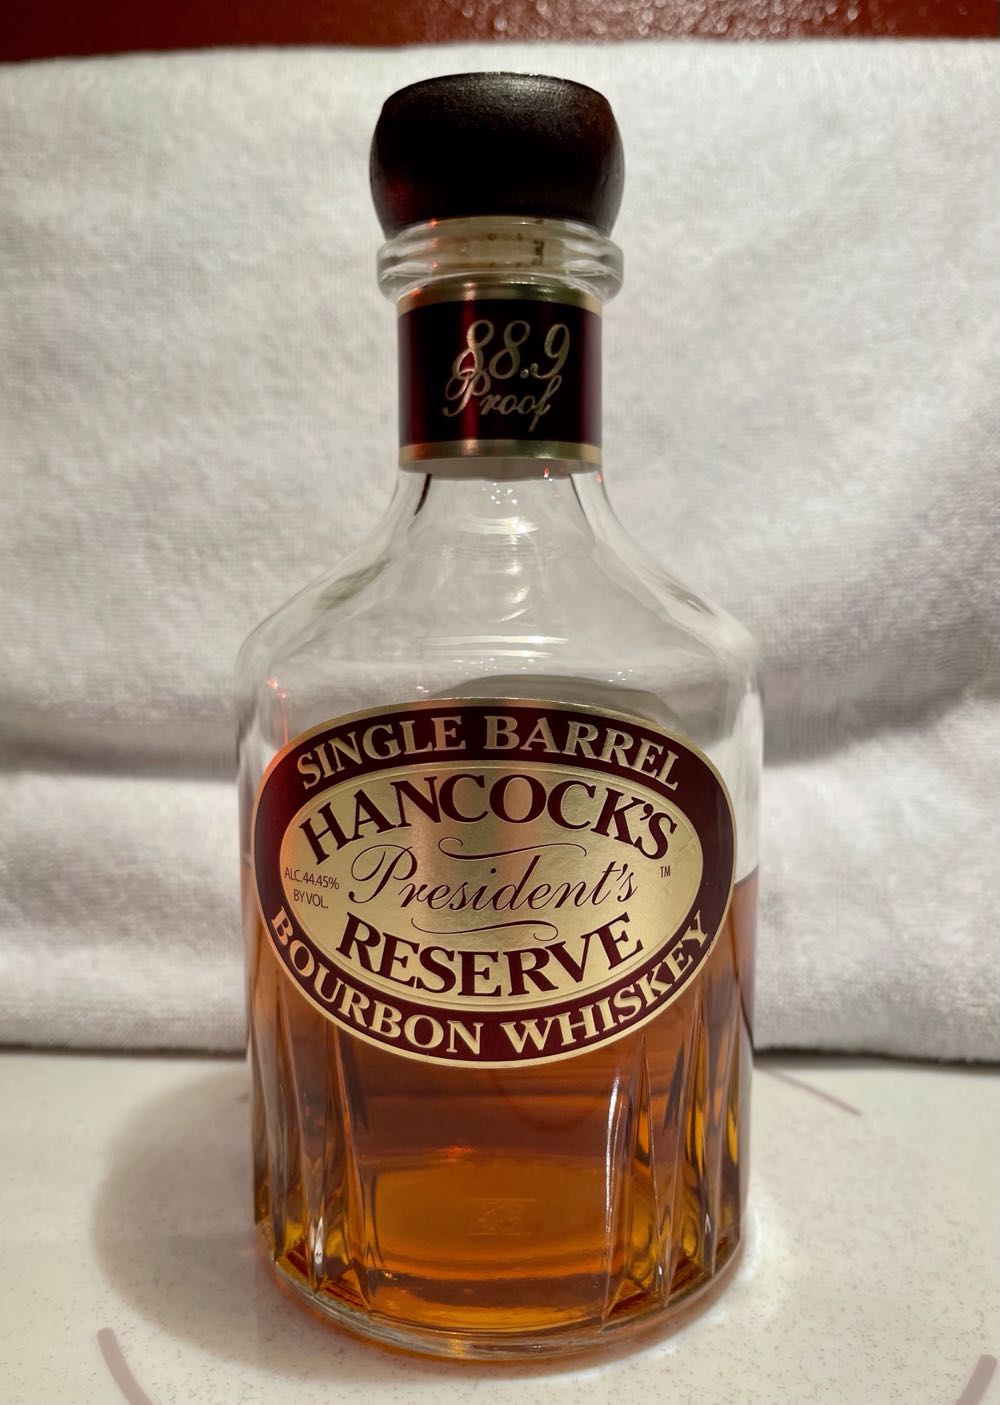 88.9
Proof
SINGLE BARREL
HANCOCK'S
President's
TM
ALC.44.45%
BY VOL.
RESERVE
BOURBON WHISKEY